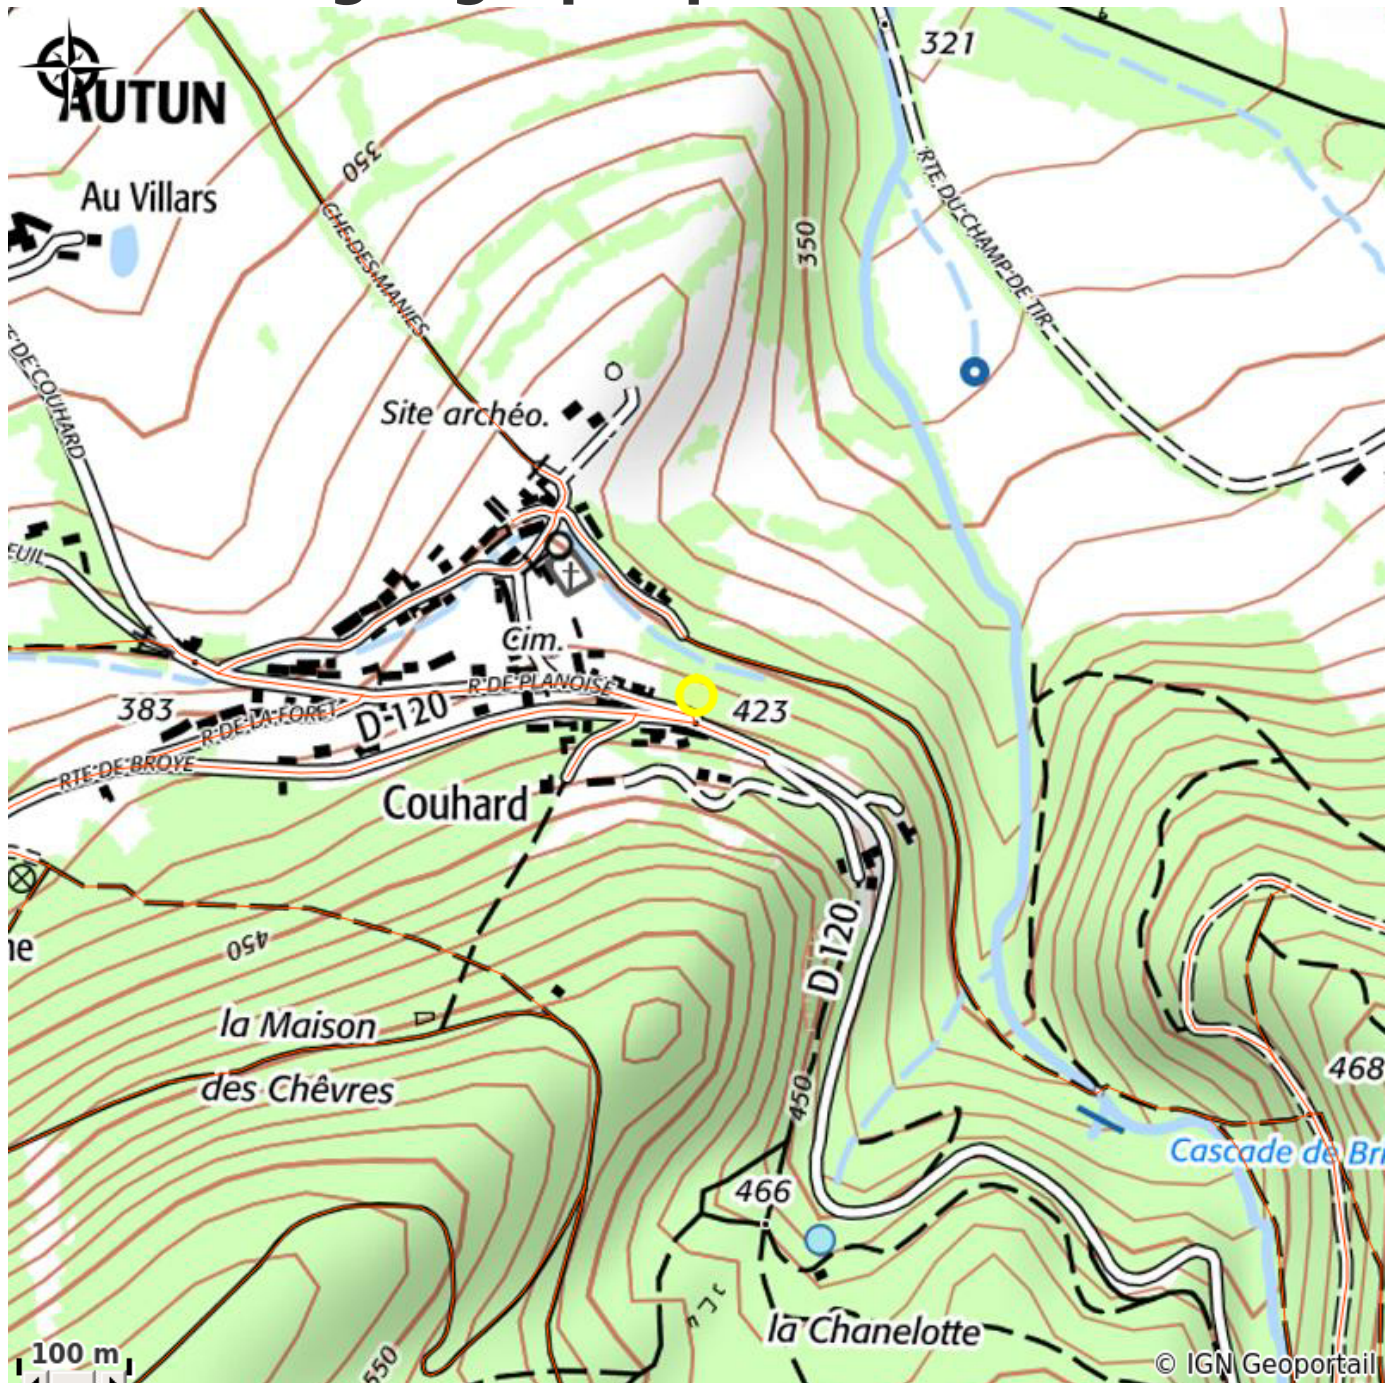 321
AUTUN
350
Au Villars
RTE DU CHAMP DE TIR
CHE DES MANIES
350
E DE COUHARD
Site archéo.
EUIL
Cim.
R DE PLANOISE
383
R DE LA FORET
D-120
423
RTE DE BROYE
Couhard
450
D-120
la Maison
des Chêvres
468
450
Cascade de Bri
466
la Chanelotte
100 m
550
© IGN Geoportail